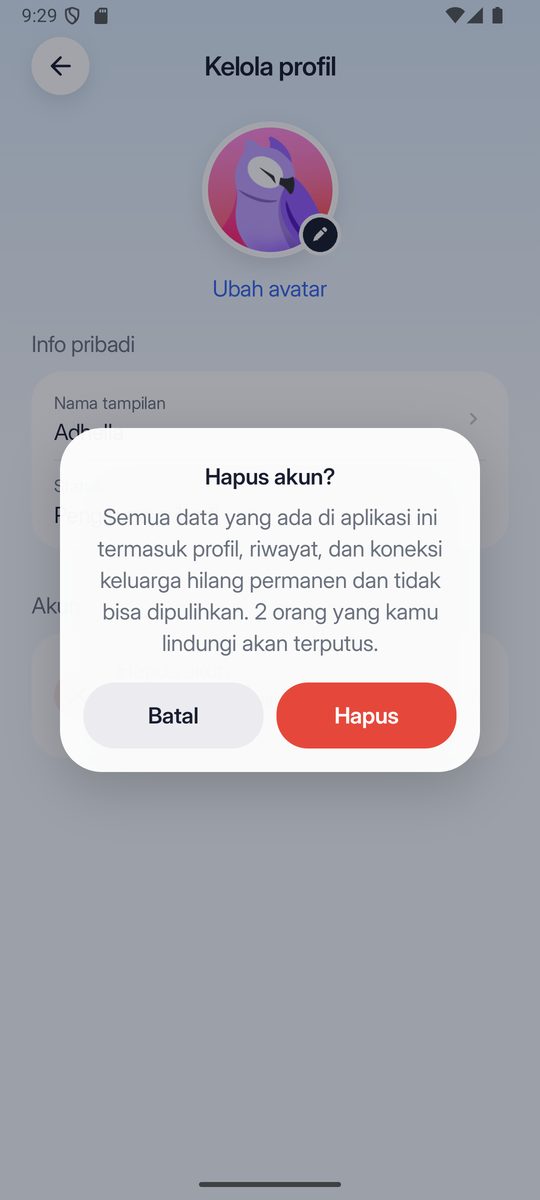 9:29
Kelola profil
Ubah avatar
Info pribadi
Nama tampilan
Adhella
Hapus akun?
Semua data yang ada di aplikasi ini
termasuk profil, riwayat, dan koneksi
keluarga hilang permanen dan tidak
bisa dipulihkan. 2 orang yang kamu
lindungi akan terputus.
Batal
Hapus